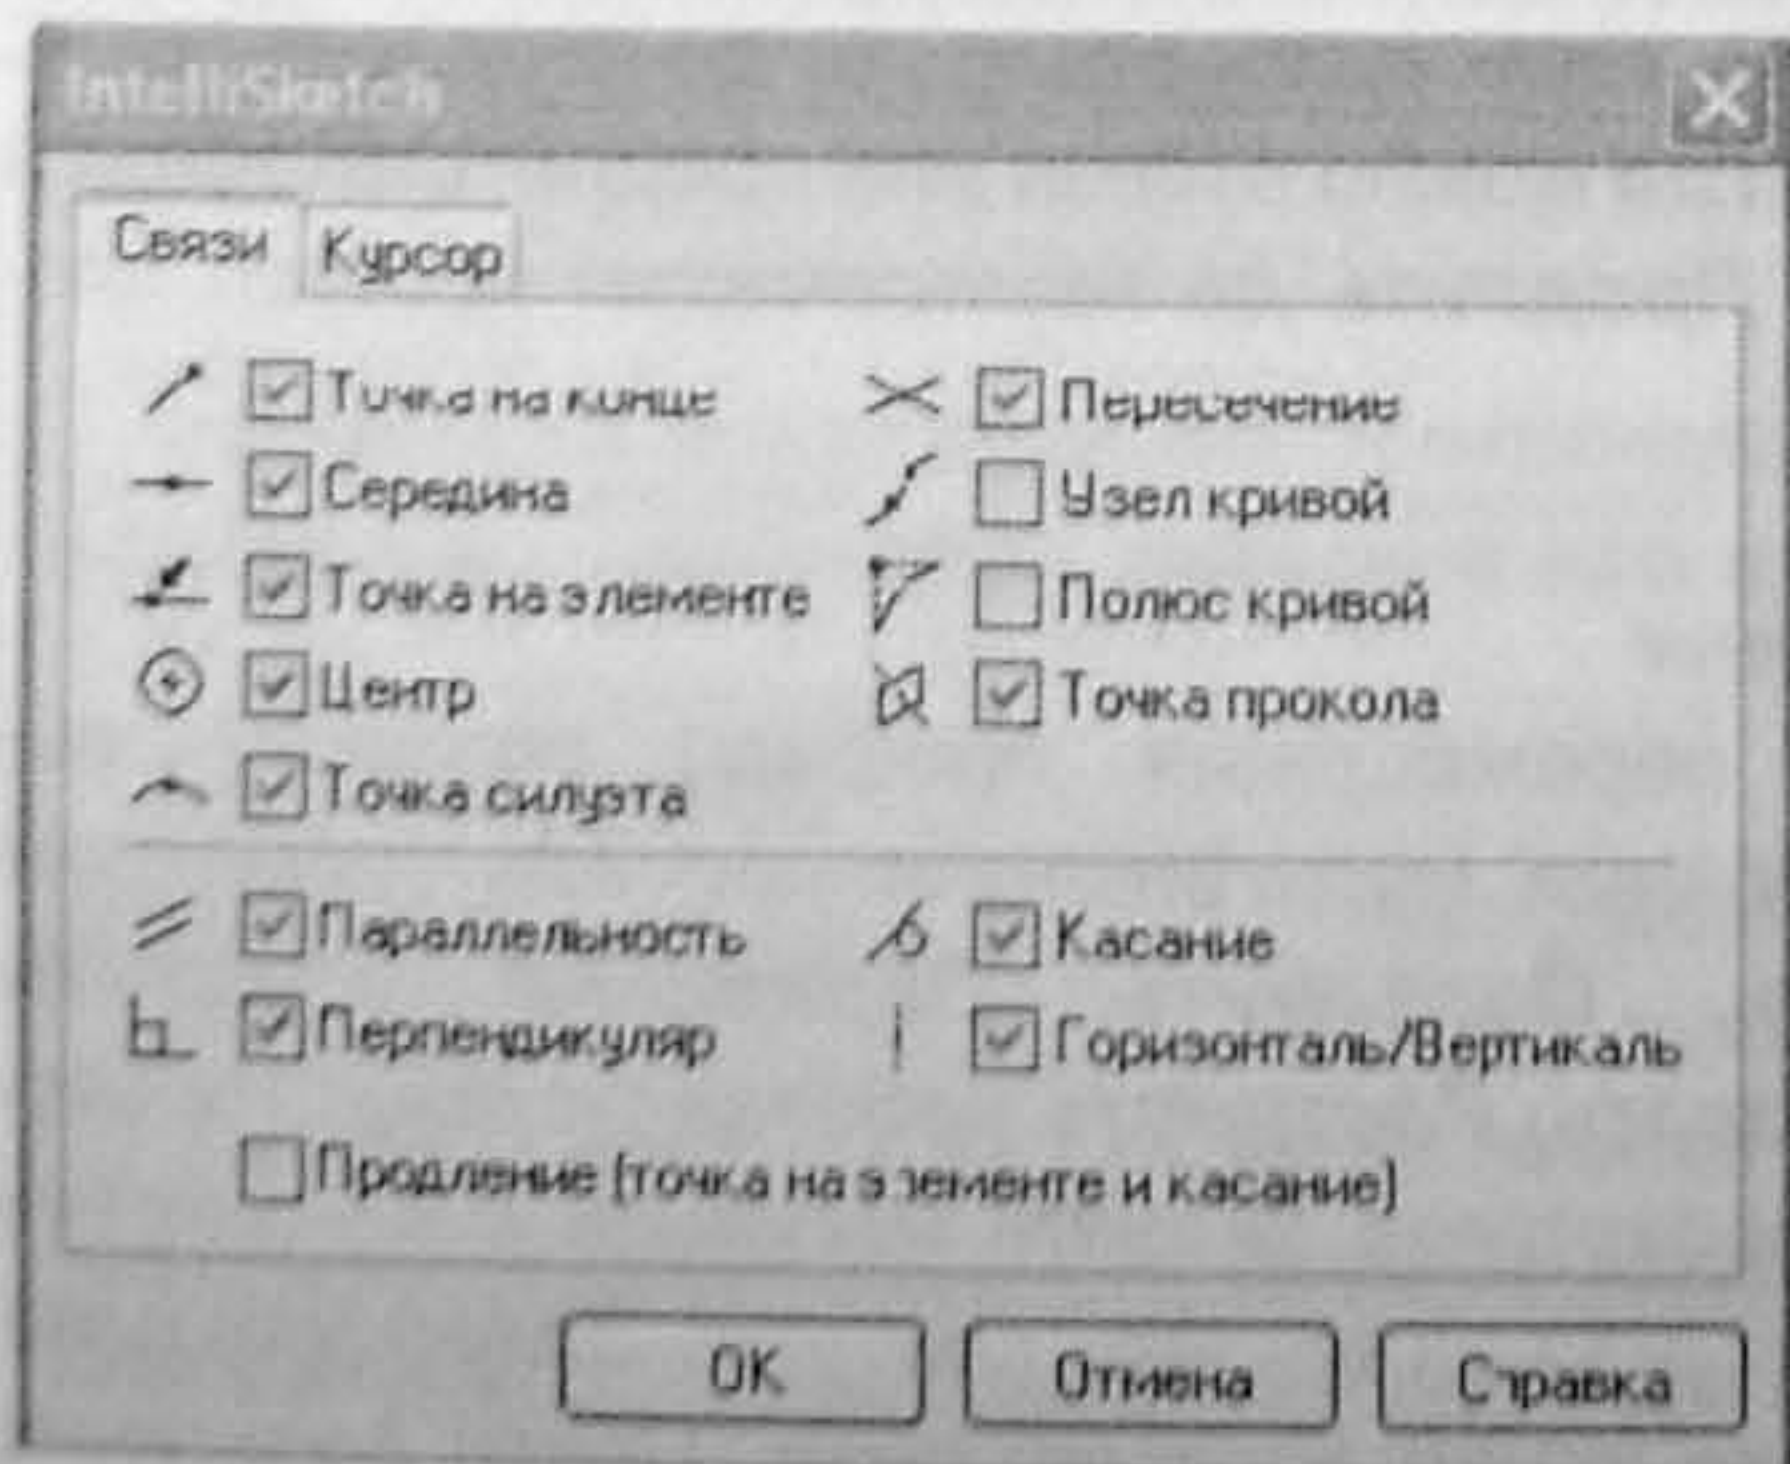 IntelliSketch
Связи Курсор
Точка на конце
Пересечение
Середина
Узел кривой
Точка на элементе
Полюс кривой
Центр
Точка прокола
Точка силуэта
Параллельность
Касание
Перпендикуляр
Горизонталь/Вертикаль
Продление (точка на элементе и касание)
OK Отмена Справка